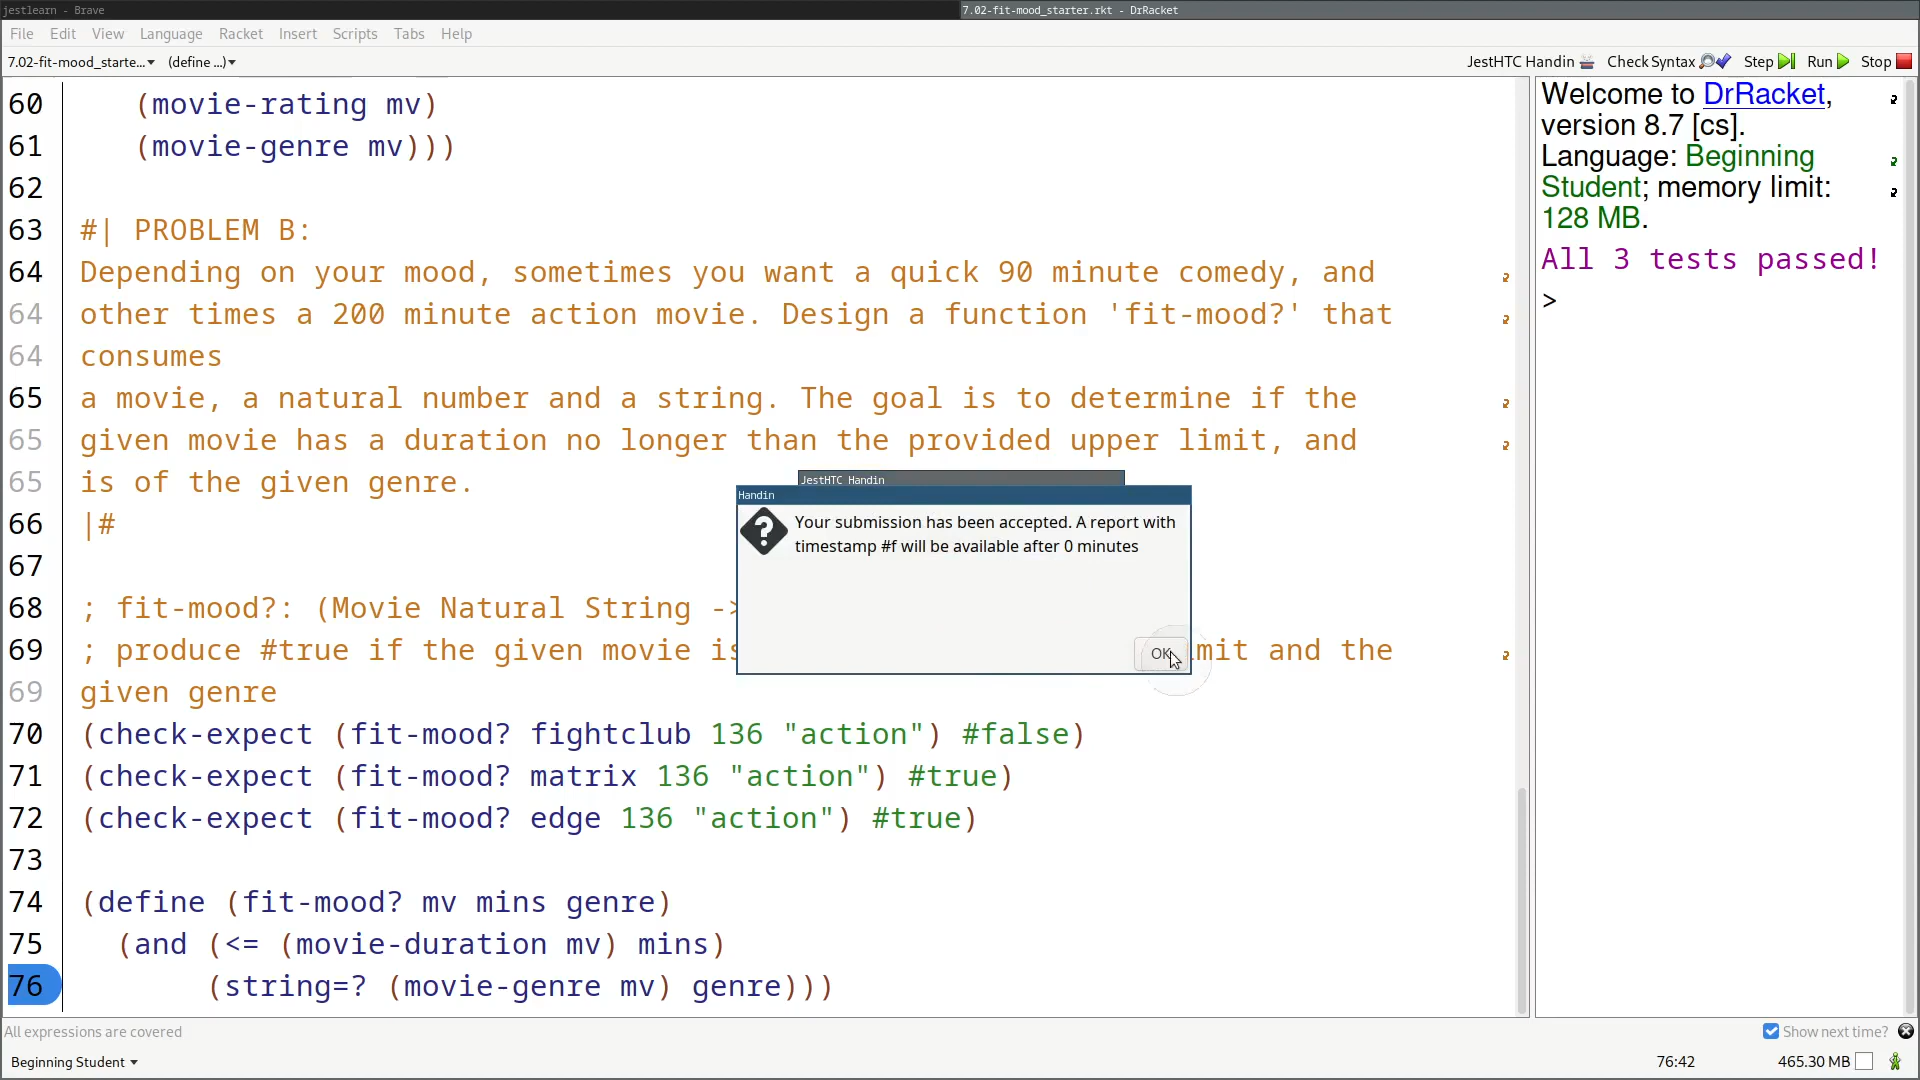 jestlearn - Brave
7.02-fit-mood_starter.rkt - DrRacket
File Edit View Language Racket Insert Scripts Tabs Help
7.02-fit-mood_starte... (define ...)
JestHTC Handin Check Syntax Step Run Stop
60 (movie-rating mv)
61 (movie-genre mv)))
62
63 #| PROBLEM B:
64 Depending on your mood, sometimes you want a quick 90 minute comedy, and
64 other times a 200 minute action movie. Design a function 'fit-mood?' that
64 consumes
65 a movie, a natural number and a string. The goal is to determine if the
65 given movie has a duration no longer than the provided upper limit, and
65 is of the given genre.
66 |#
67
68 ; fit-mood?: (Movie Natural String -
69 ; produce #true if the given movie is mit and the
69 given genre
70 (check-expect (fit-mood? fightclub 136 "action") #false)
71 (check-expect (fit-mood? matrix 136 "action") #true)
72 (check-expect (fit-mood? edge 136 "action") #true)
73
74 (define (fit-mood? mv mins genre)
75 (and (<= (movie-duration mv) mins)
76 (string=? (movie-genre mv) genre)))
JestHTC Handin
Handin
Your submission has been accepted. A report with
timestamp #f will be available after 0 minutes
OK
Welcome to DrRacket,
version 8.7 [cs].
Language: Beginning
Student; memory limit:
128 MB.
All 3 tests passed!
>
All expressions are covered
Show next time?
Beginning Student
76:42
465.30 MB